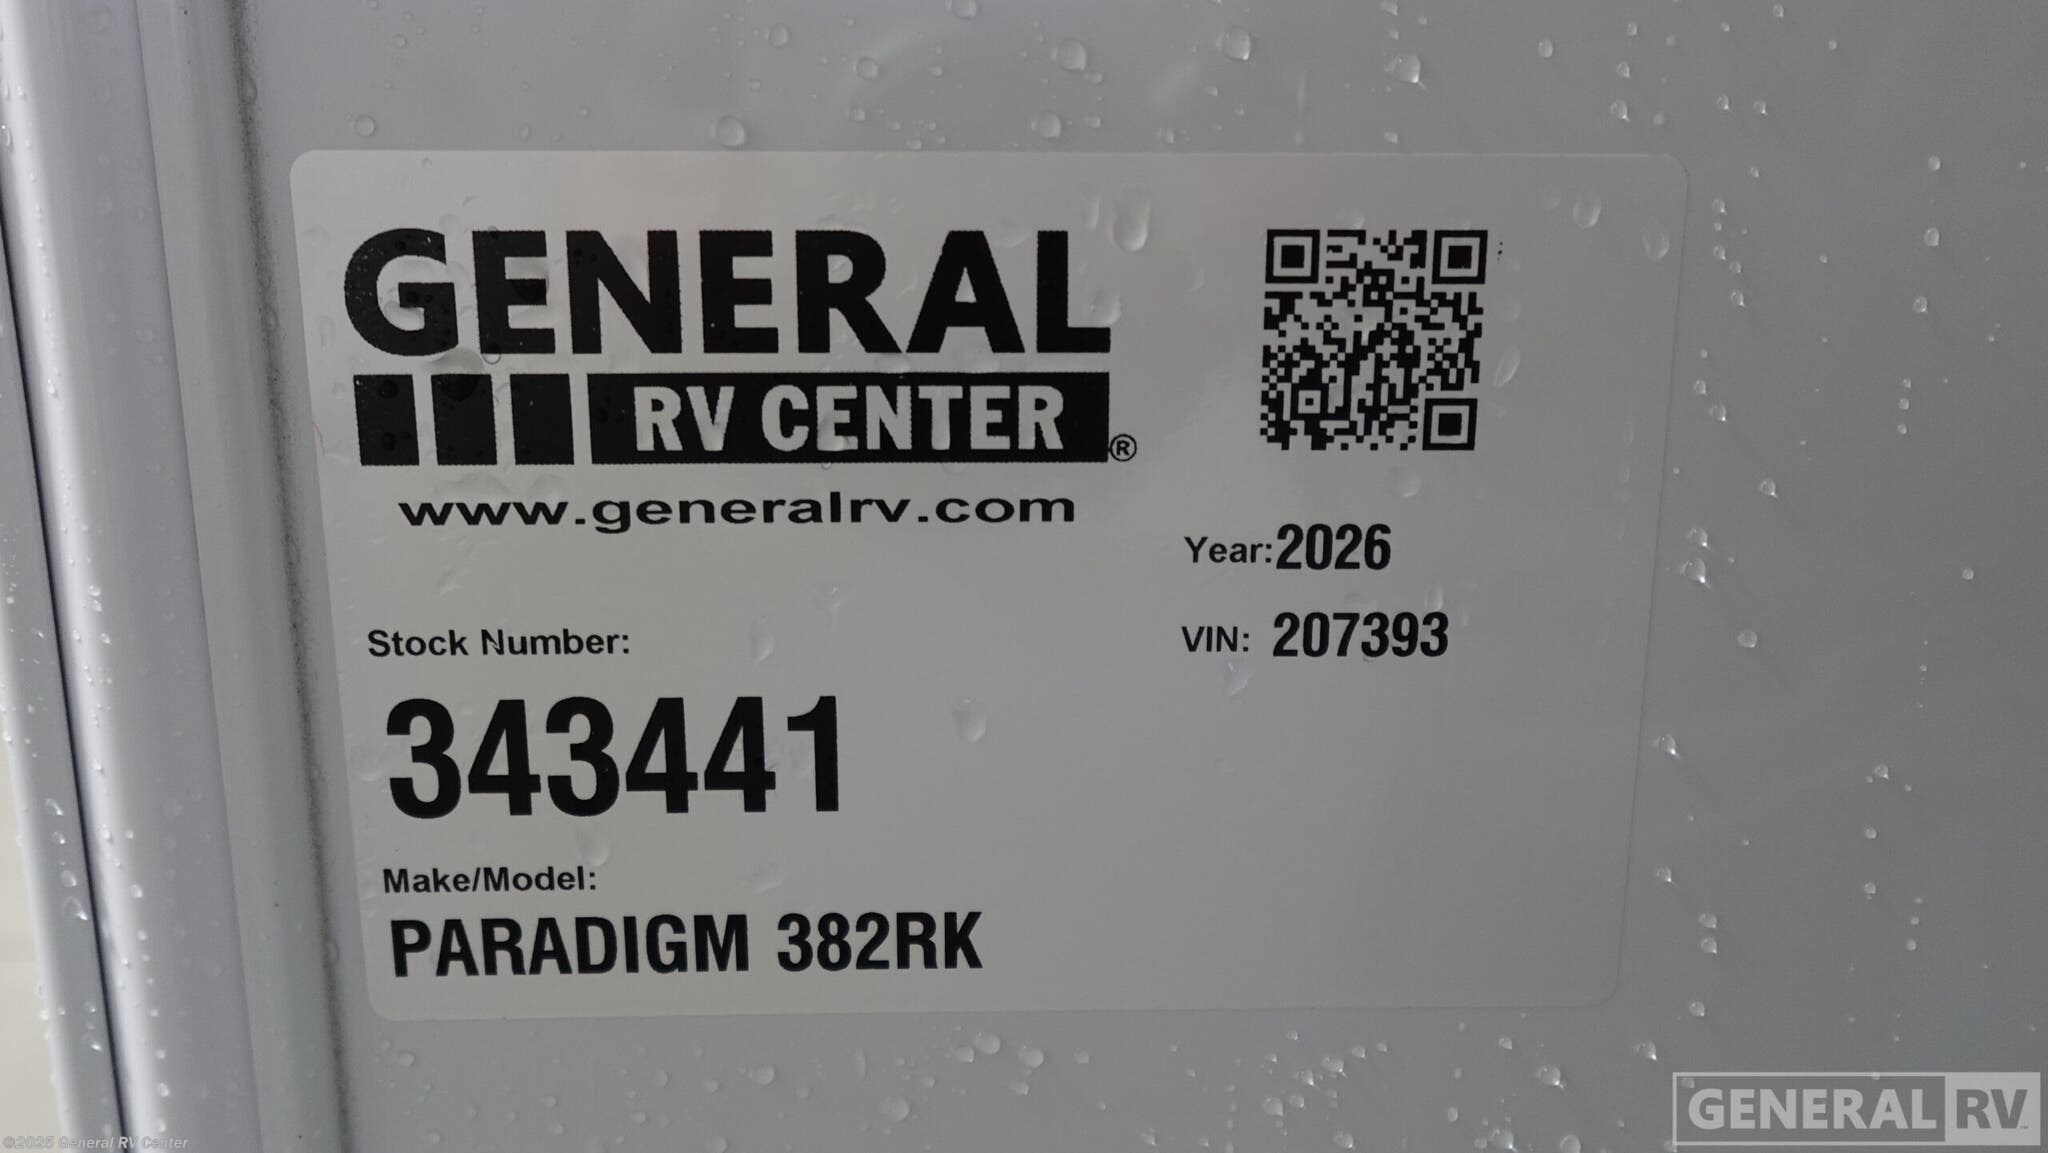 GENERAL
RV CENTER®
www.generalrv.com
Year: 2026
VIN: 207393
Stock Number:
343441
Make/Model:
PARADIGM 382RK
GENERAL RV™
©2025 General RV Center